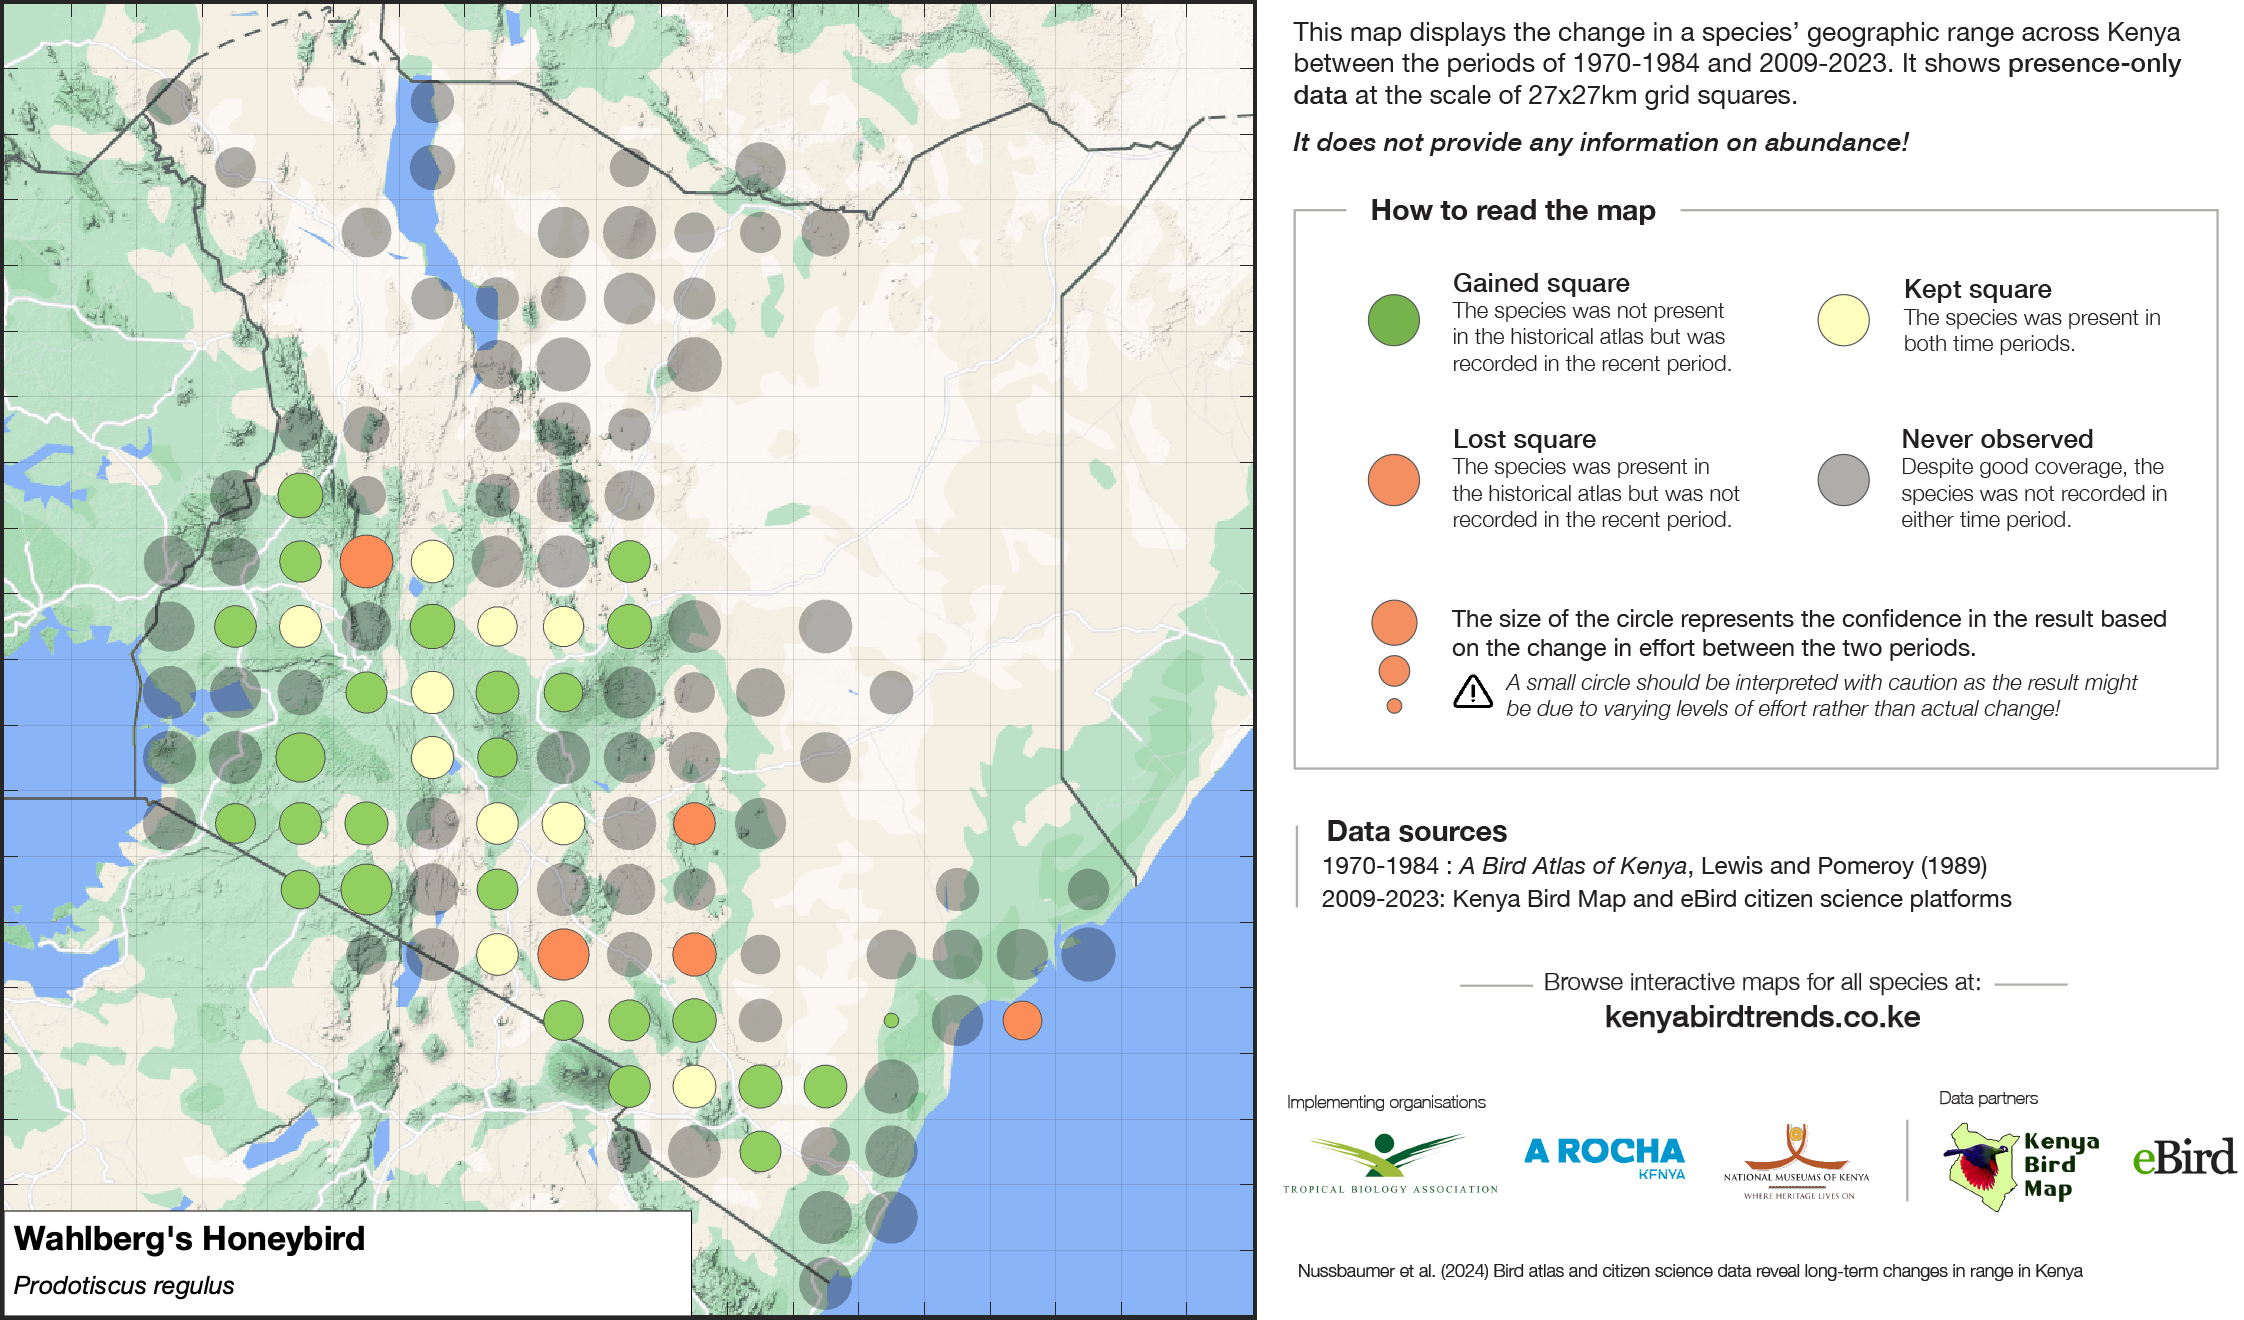 This map displays the change in a species’ geographic range across Kenya
between the periods of 1970-1984 and 2009-2023. It shows presence-only
data at the scale of 27x27km grid squares.
It does not provide any information on abundance!
How to read the map
Gained square
The species was not present
in the historical atlas but was
recorded in the recent period.
Kept square
The species was present in
both time periods.
Lost square
The species was present in
the historical atlas but was not
recorded in the recent period.
Never observed
Despite good coverage, the
species was not recorded in
either time period.
The size of the circle represents the confidence in the result based
on the change in effort between the two periods.
A small circle should be interpreted with caution as the result might
be due to varying levels of effort rather than actual change!
Data sources
1970-1984 : A Bird Atlas of Kenya, Lewis and Pomeroy (1989)
2009-2023: Kenya Bird Map and eBird citizen science platforms
Browse interactive maps for all species at:
kenyabirdtrends.co.ke
Implementing organisations
Data partners
TROPICAL BIOLOGY ASSOCIATION
A ROCHA
KENYA
NATIONAL MUSEUMS OF KENYA
WHERE HERITAGE LIVES ON
Kenya
Bird
Map
eBird
Wahlberg's Honeybird
Prodotiscus regulus
Nussbaumer et al. (2024) Bird atlas and citizen science data reveal long-term changes in range in Kenya